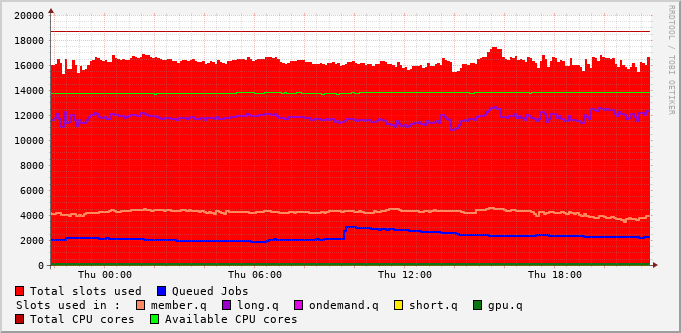 20000
18000
16000
14000
12000
10000
8000
6000
4000
2000
0
Thu 00:00 Thu 06:00 Thu 12:00 Thu 18:00
Total slots used Queued Jobs
Slots used in : member.q long.q ondemand.q short.q gpu.q
Total CPU cores Available CPU cores
RRDTOOL / TOBI OETIKER